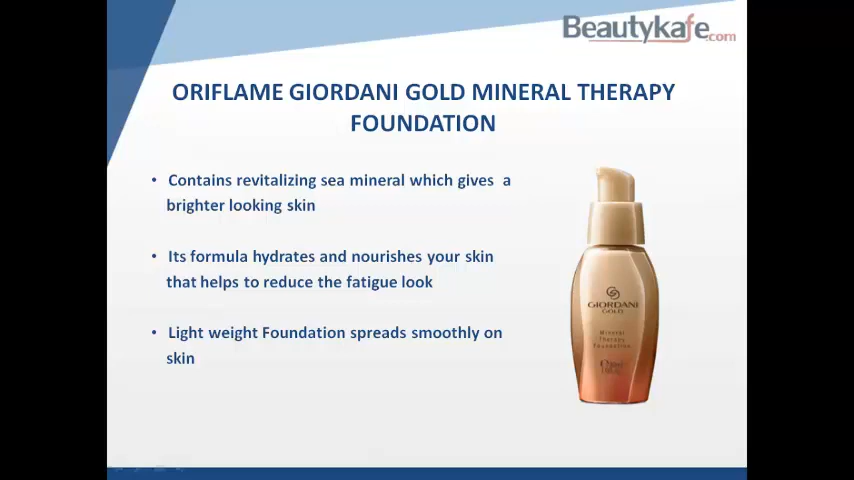 Beautykafe.com
ORIFLAME GIORDANI GOLD MINERAL THERAPY
FOUNDATION
• Contains revitalizing sea mineral which gives a
brighter looking skin
• Its formula hydrates and nourishes your skin
that helps to reduce the fatigue look
• Light weight Foundation spreads smoothly on
skin
GIORDANI
GOLD
Mineral
Therapy
Foundation